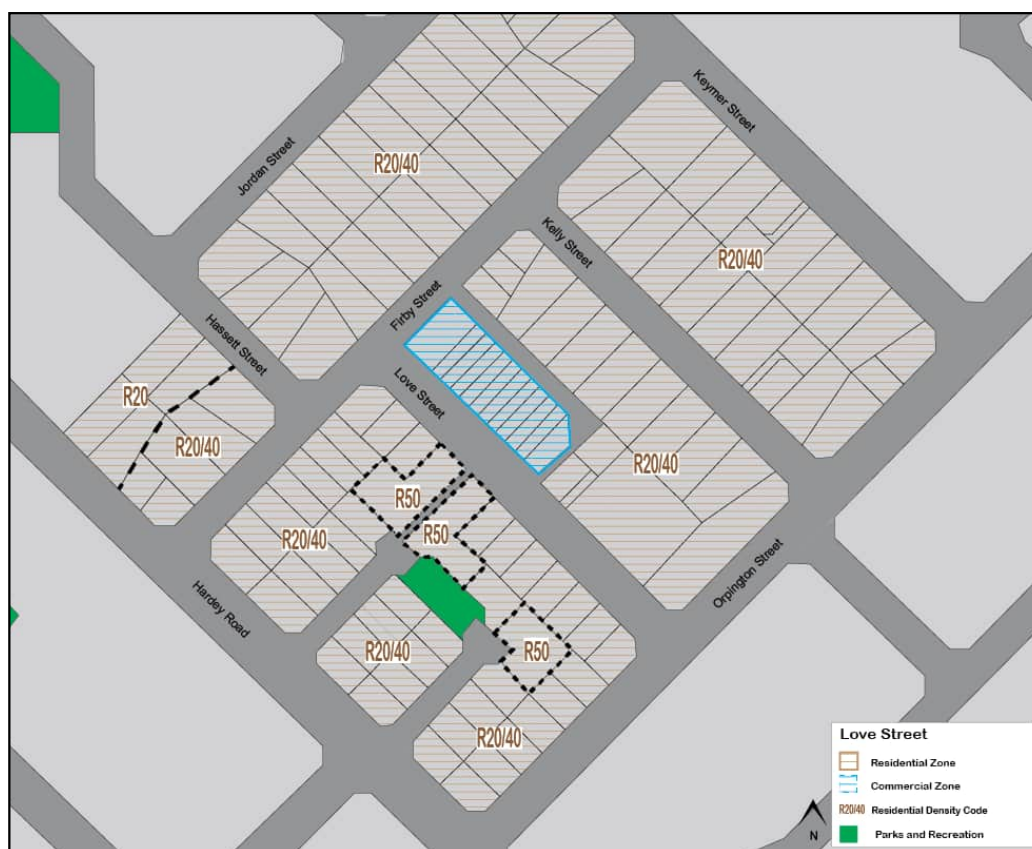 Keymer Street
Jordan Street
R20/40
Kelly Street
R20/40
Firby Street
Hassett Street
Love Street
R20
R20/40
R20/40
R50
R50
R20/40
Orpington Street
Hardey Road
R20/40
R50
R20/40
Love Street
Residential Zone
Commercial Zone
R20/40 Residential Density Code
Parks and Recreation
N